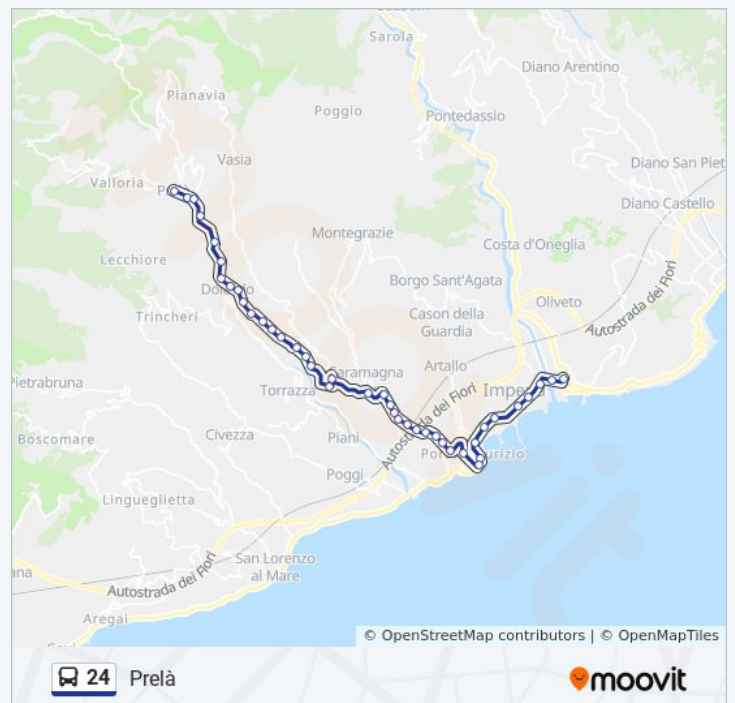 Sarola
Diano Arentino
Pianavia
Poggio
Pontedassio
Vasia
Diano San Piet
Valloria
Diano Castello
Montegrazie
Costa d'Oneglia
Lecchiore
Borgo Sant'Agata
Oliveto
Trincheri
Cason della
Guardia
Autostrada dei Fiori
Caramagna
Artallo
Pietrabruna
Torrazza
Imperia
Autostrada dei Fiori
Boscomare
Civezza
Piani
Poggi
Linguéglietta
San Lorenzo
al Mare
Autostrada dei Fiori
Aregai
© OpenStreetMap contributors | © OpenMapTiles
24 Prelà
moovit